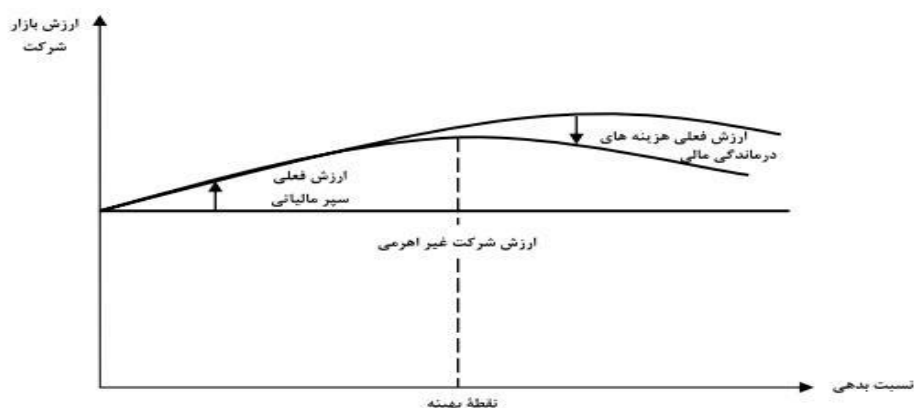 ارزش بازار
شرکت
ارزش فعلی هزینه های
درماندگی مالی
ارزش فعلی
سپر مالیاتی
ارزش شرکت غیر اهرمی
نسبت بدهی
نقطهٔ بهینه